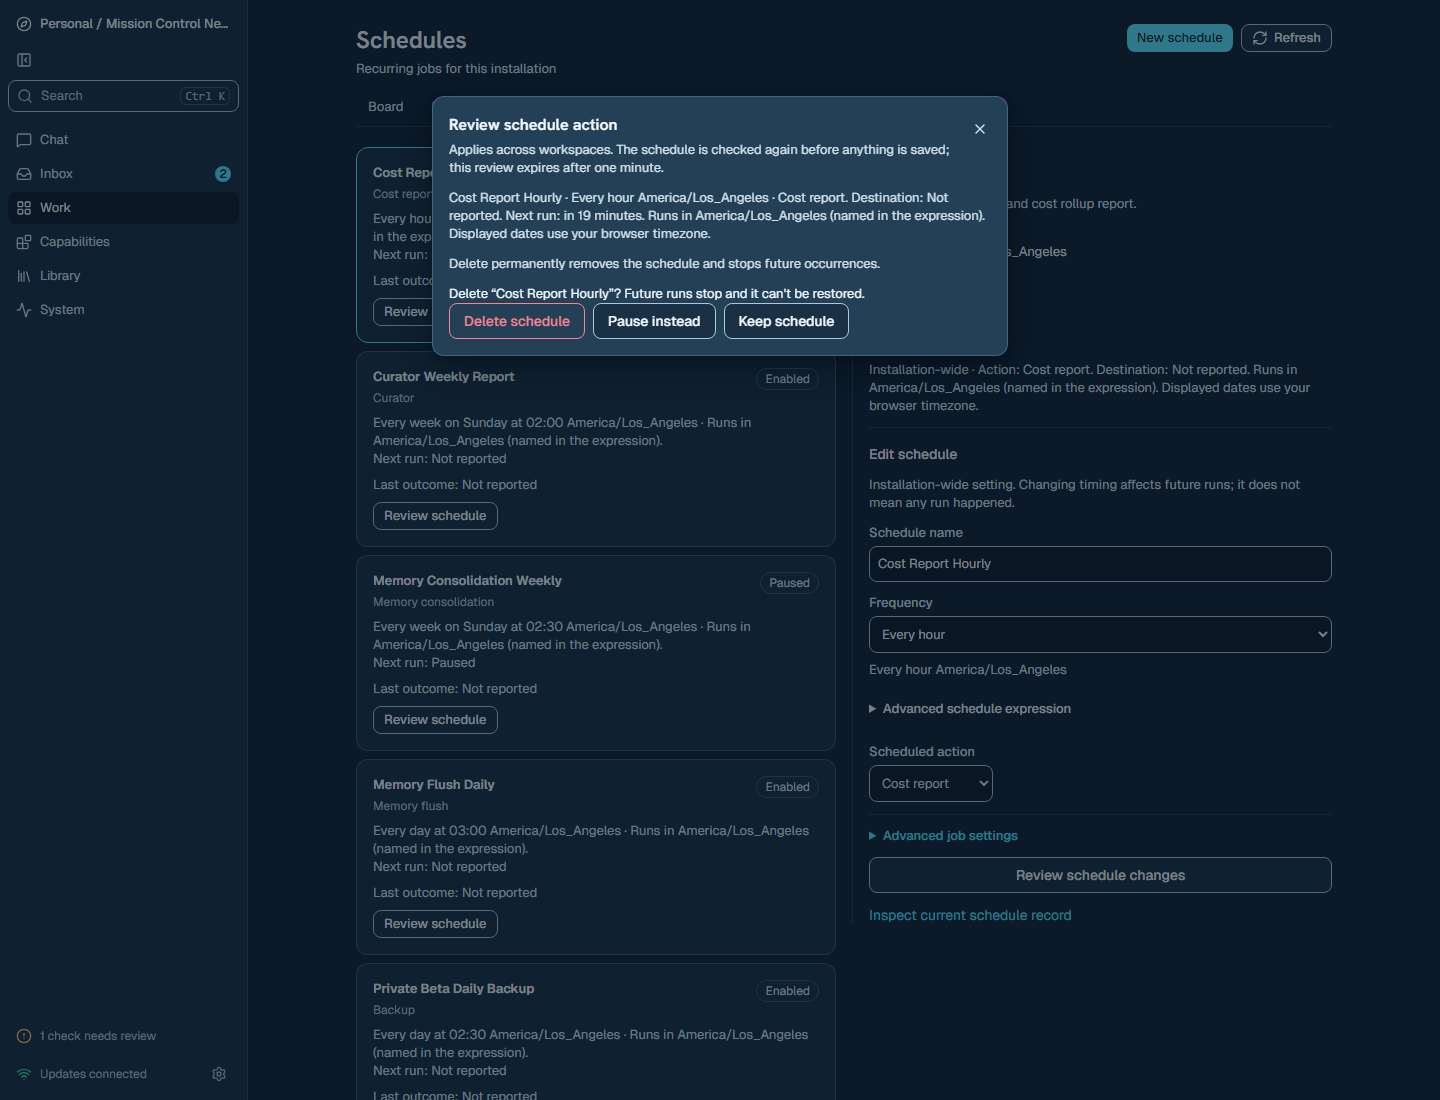 Personal / Mission Control Ne...
Search
Ctrl K
Chat
Inbox
2
Work
Capabilities
Library
System
1 check needs review
Updates connected
Schedules
Recurring jobs for this installation
New schedule
Refresh
Board
Review schedule action
Applies across workspaces. The schedule is checked again before anything is saved;
this review expires after one minute.
Cost Report Hourly · Every hour America/Los_Angeles · Cost report. Destination: Not
reported. Next run: in 19 minutes. Runs in America/Los_Angeles (named in the expression).
Displayed dates use your browser timezone.
Delete permanently removes the schedule and stops future occurrences.
Delete “Cost Report Hourly”? Future runs stop and it can't be restored.
Delete schedule
Pause instead
Keep schedule
Cost Repo
Cost repor
Every hou
in the exp
Next run:
Last outco
Review
Curator Weekly Report
Enabled
Curator
Every week on Sunday at 02:00 America/Los_Angeles · Runs in
America/Los_Angeles (named in the expression).
Next run: Not reported
Last outcome: Not reported
Review schedule
Memory Consolidation Weekly
Paused
Memory consolidation
Every week on Sunday at 02:30 America/Los_Angeles · Runs in
America/Los_Angeles (named in the expression).
Next run: Paused
Last outcome: Not reported
Review schedule
Memory Flush Daily
Enabled
Memory flush
Every day at 03:00 America/Los_Angeles · Runs in America/Los_Angeles
(named in the expression).
Next run: Not reported
Last outcome: Not reported
Review schedule
Private Beta Daily Backup
Enabled
Backup
Every day at 02:30 America/Los_Angeles · Runs in America/Los_Angeles
(named in the expression).
Next run: Not reported
Last outcome: Not reported
and cost rollup report.
s_Angeles
Installation-wide · Action: Cost report. Destination: Not reported. Runs in
America/Los_Angeles (named in the expression). Displayed dates use your
browser timezone.
Edit schedule
Installation-wide setting. Changing timing affects future runs; it does not
mean any run happened.
Schedule name
Cost Report Hourly
Frequency
Every hour
Every hour America/Los_Angeles
Advanced schedule expression
Scheduled action
Cost report
Advanced job settings
Review schedule changes
Inspect current schedule record